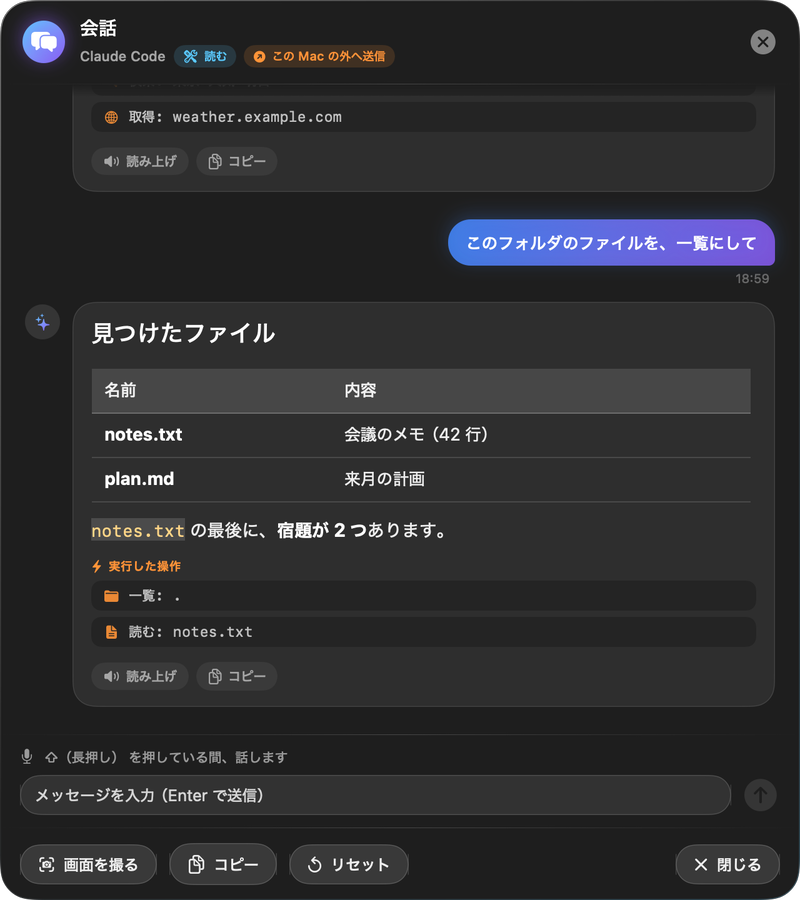 会話
Claude Code 読む この Mac の外へ送信
取得: weather.example.com
読み上げ コピー
このフォルダのファイルを、一覧にして
18:59
見つけたファイル
名前 内容
notes.txt 会議のメモ（42 行）
plan.md 来月の計画
notes.txt の最後に、宿題が 2 つあります。
実行した操作
一覧: .
読む: notes.txt
読み上げ コピー
（長押し） を押している間、話します
メッセージを入力（Enter で送信）
画面を撮る コピー リセット 閉じる